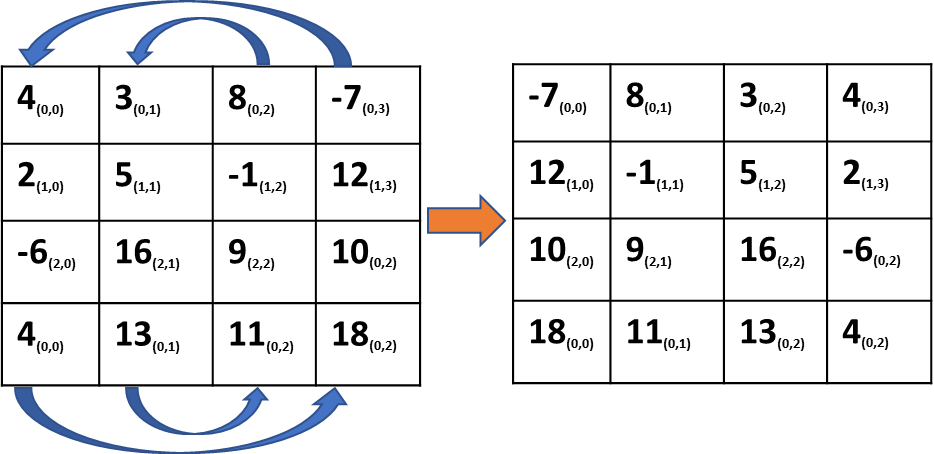 4(0,0) 3(0,1) 8(0,2) -7(0,3)
2(1,0) 5(1,1) -1(1,2) 12(1,3)
-6(2,0) 16(2,1) 9(2,2) 10(0,2)
4(0,0) 13(0,1) 11(0,2) 18(0,2)
-7(0,0) 8(0,1) 3(0,2) 4(0,3)
12(1,0) -1(1,1) 5(1,2) 2(1,3)
10(2,0) 9(2,1) 16(2,2) -6(0,2)
18(0,0) 11(0,1) 13(0,2) 4(0,2)